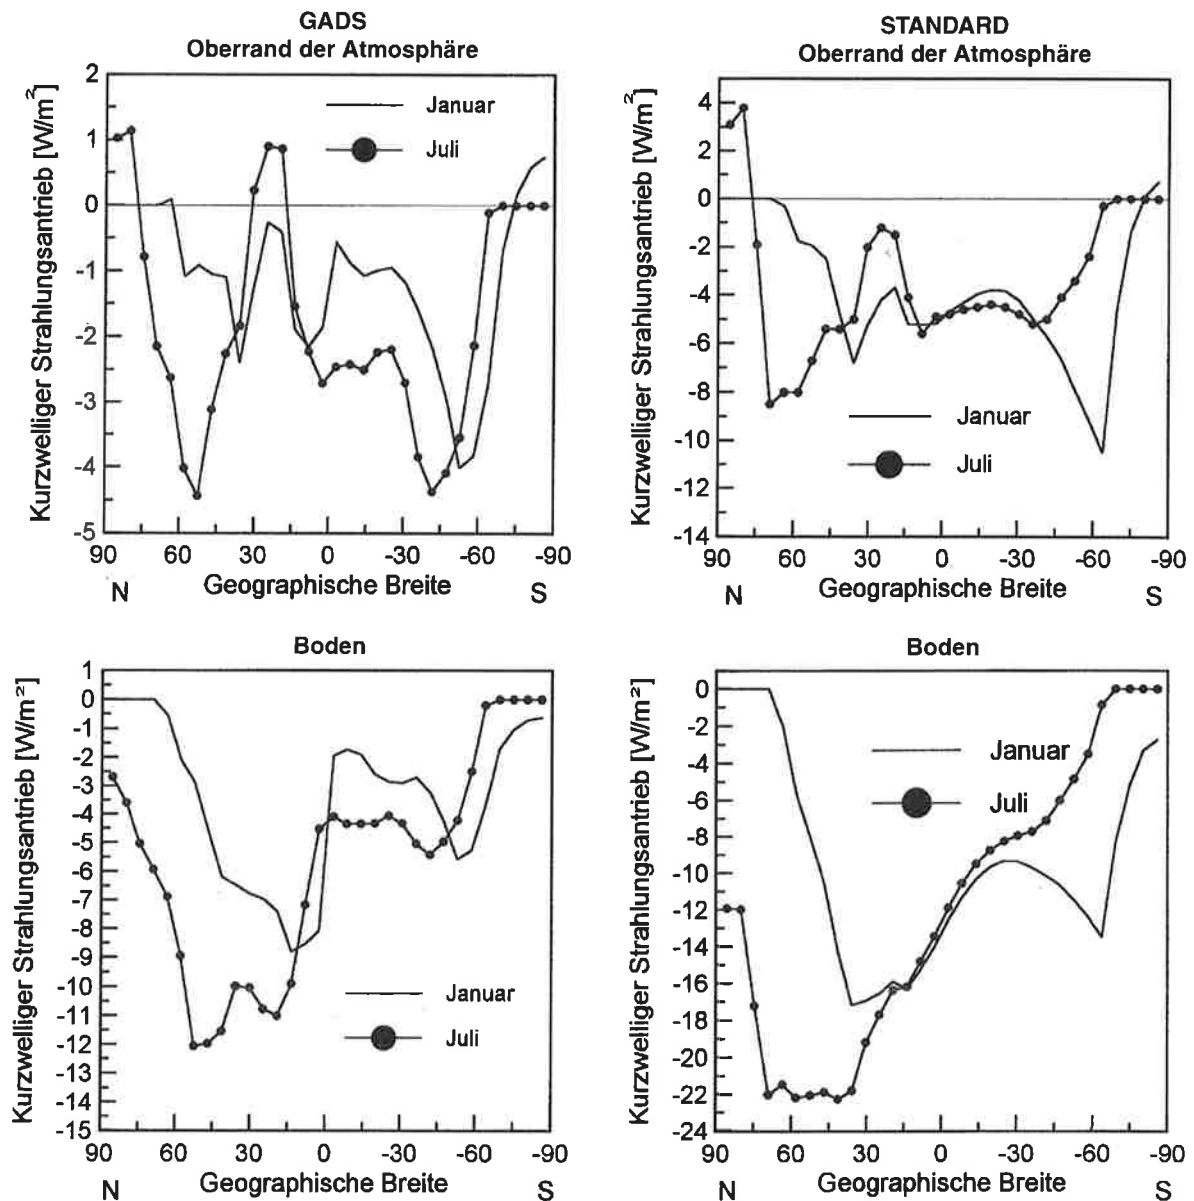 GADS
Oberrand der Atmosphäre
Kurzwelliger Strahlungsantrieb [W/m²]
2
1
0
-1
-2
-3
-4
-5
Januar
Juli
90 60 30 0 -30 -60 -90
N Geographische Breite S
STANDARD
Oberrand der Atmosphäre
Kurzwelliger Strahlungsantrieb [W/m²]
4
2
0
-2
-4
-6
-8
-10
-12
-14
Januar
Juli
90 60 30 0 -30 -60 -90
N Geographische Breite S
Boden
Kurzwelliger Strahlungsantrieb [W/m²]
1
0
-1
-2
-3
-4
-5
-6
-7
-8
-9
-10
-11
-12
-13
-14
-15
Januar
Juli
90 60 30 0 -30 -60 -90
N Geographische Breite S
Boden
Kurzwelliger Strahlungsantrieb [W/m²]
0
-2
-4
-6
-8
-10
-12
-14
-16
-18
-20
-22
-24
Januar
Juli
90 60 30 0 -30 -60 -90
N Geographische Breite S